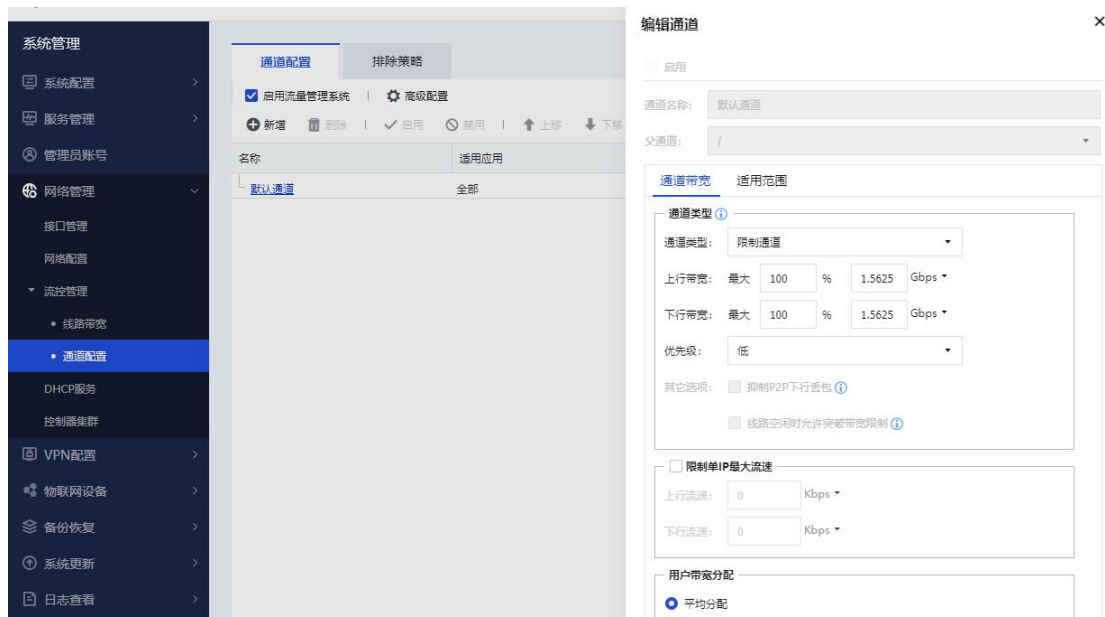 系统管理
系统配置
服务管理
管理员账号
网络管理
接口管理
网络配置
流控管理
线路带宽
通道配置
DHCP服务
控制器集群
VPN配置
物联网设备
备份恢复
系统更新
日志查看
通道配置 排除策略
启用流量管理系统 高级配置
新增 删除 启用 禁用 上移 下移
名称 适用应用
默认通道 全部
编辑通道
启用
通道名称: 默认通道
父通道: /
通道带宽 适用范围
通道类型
通道类型: 限制通道
上行带宽: 最大 100 % 1.5625 Gbps
下行带宽: 最大 100 % 1.5625 Gbps
优先级: 低
其它选项: 抑制P2P下行丢包
线路空闲时允许突破带宽限制
限制单IP最大流速
上行流速: 0 Kbps
下行流速: 0 Kbps
用户带宽分配
平均分配